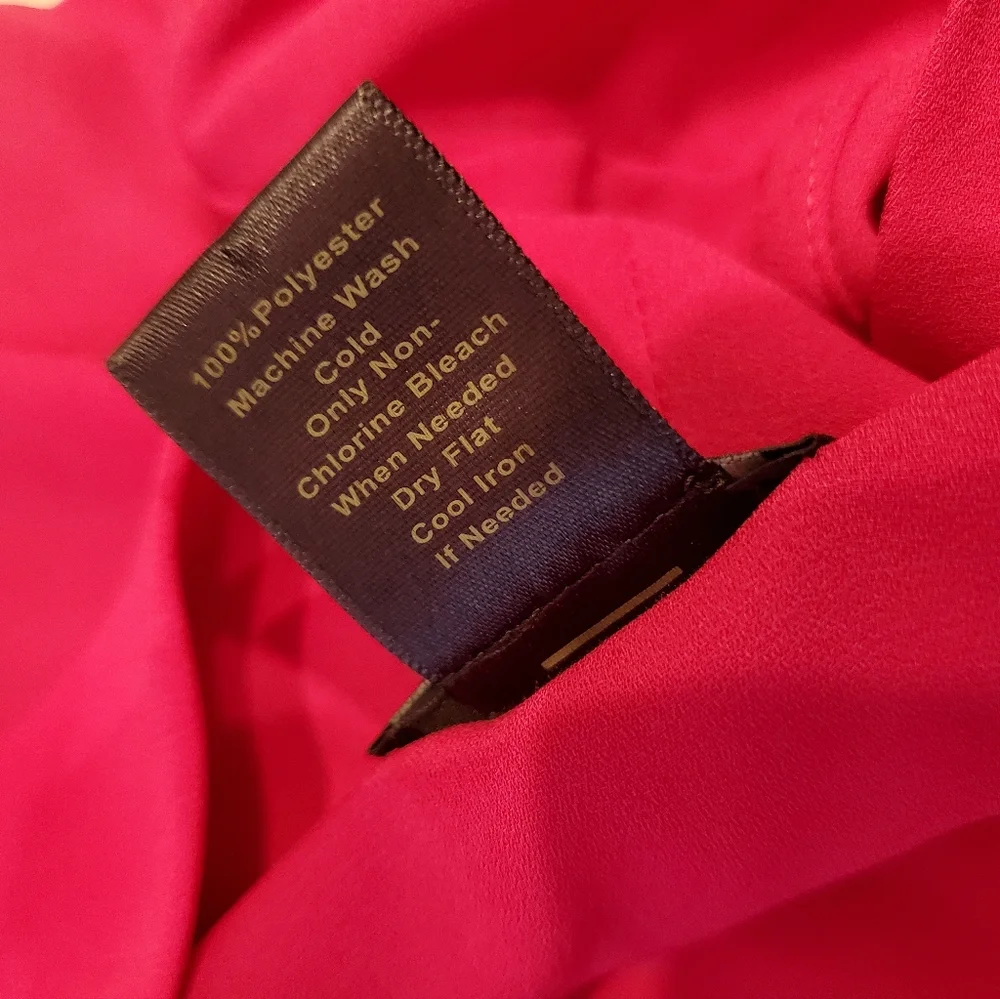 100% Polyester
Machine Wash
Cold
Only Non-
Chlorine Bleach
When Needed
Dry Flat
Cool Iron
If Needed